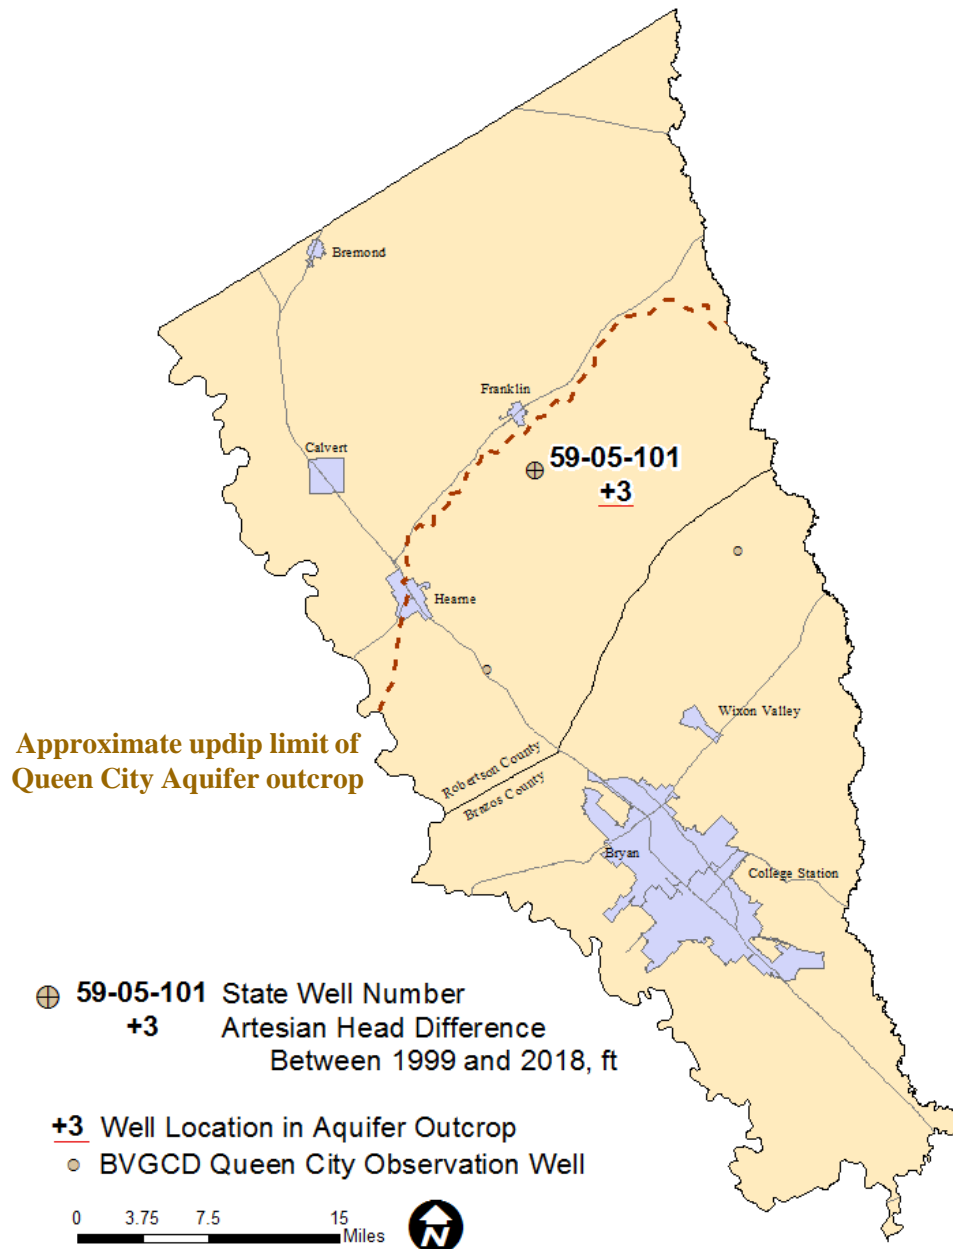 Bremond
Franklin
Calvert
59-05-101
+3
Hearne
Wixon Valley
Approximate updip limit of
Queen City Aquifer outcrop
Robertson County
Brazos County
Bryan
College Station
59-05-101 State Well Number
+3 Artesian Head Difference
Between 1999 and 2018, ft
+3 Well Location in Aquifer Outcrop
BVGCD Queen City Observation Well
0 3.75 7.5 15
Miles
N